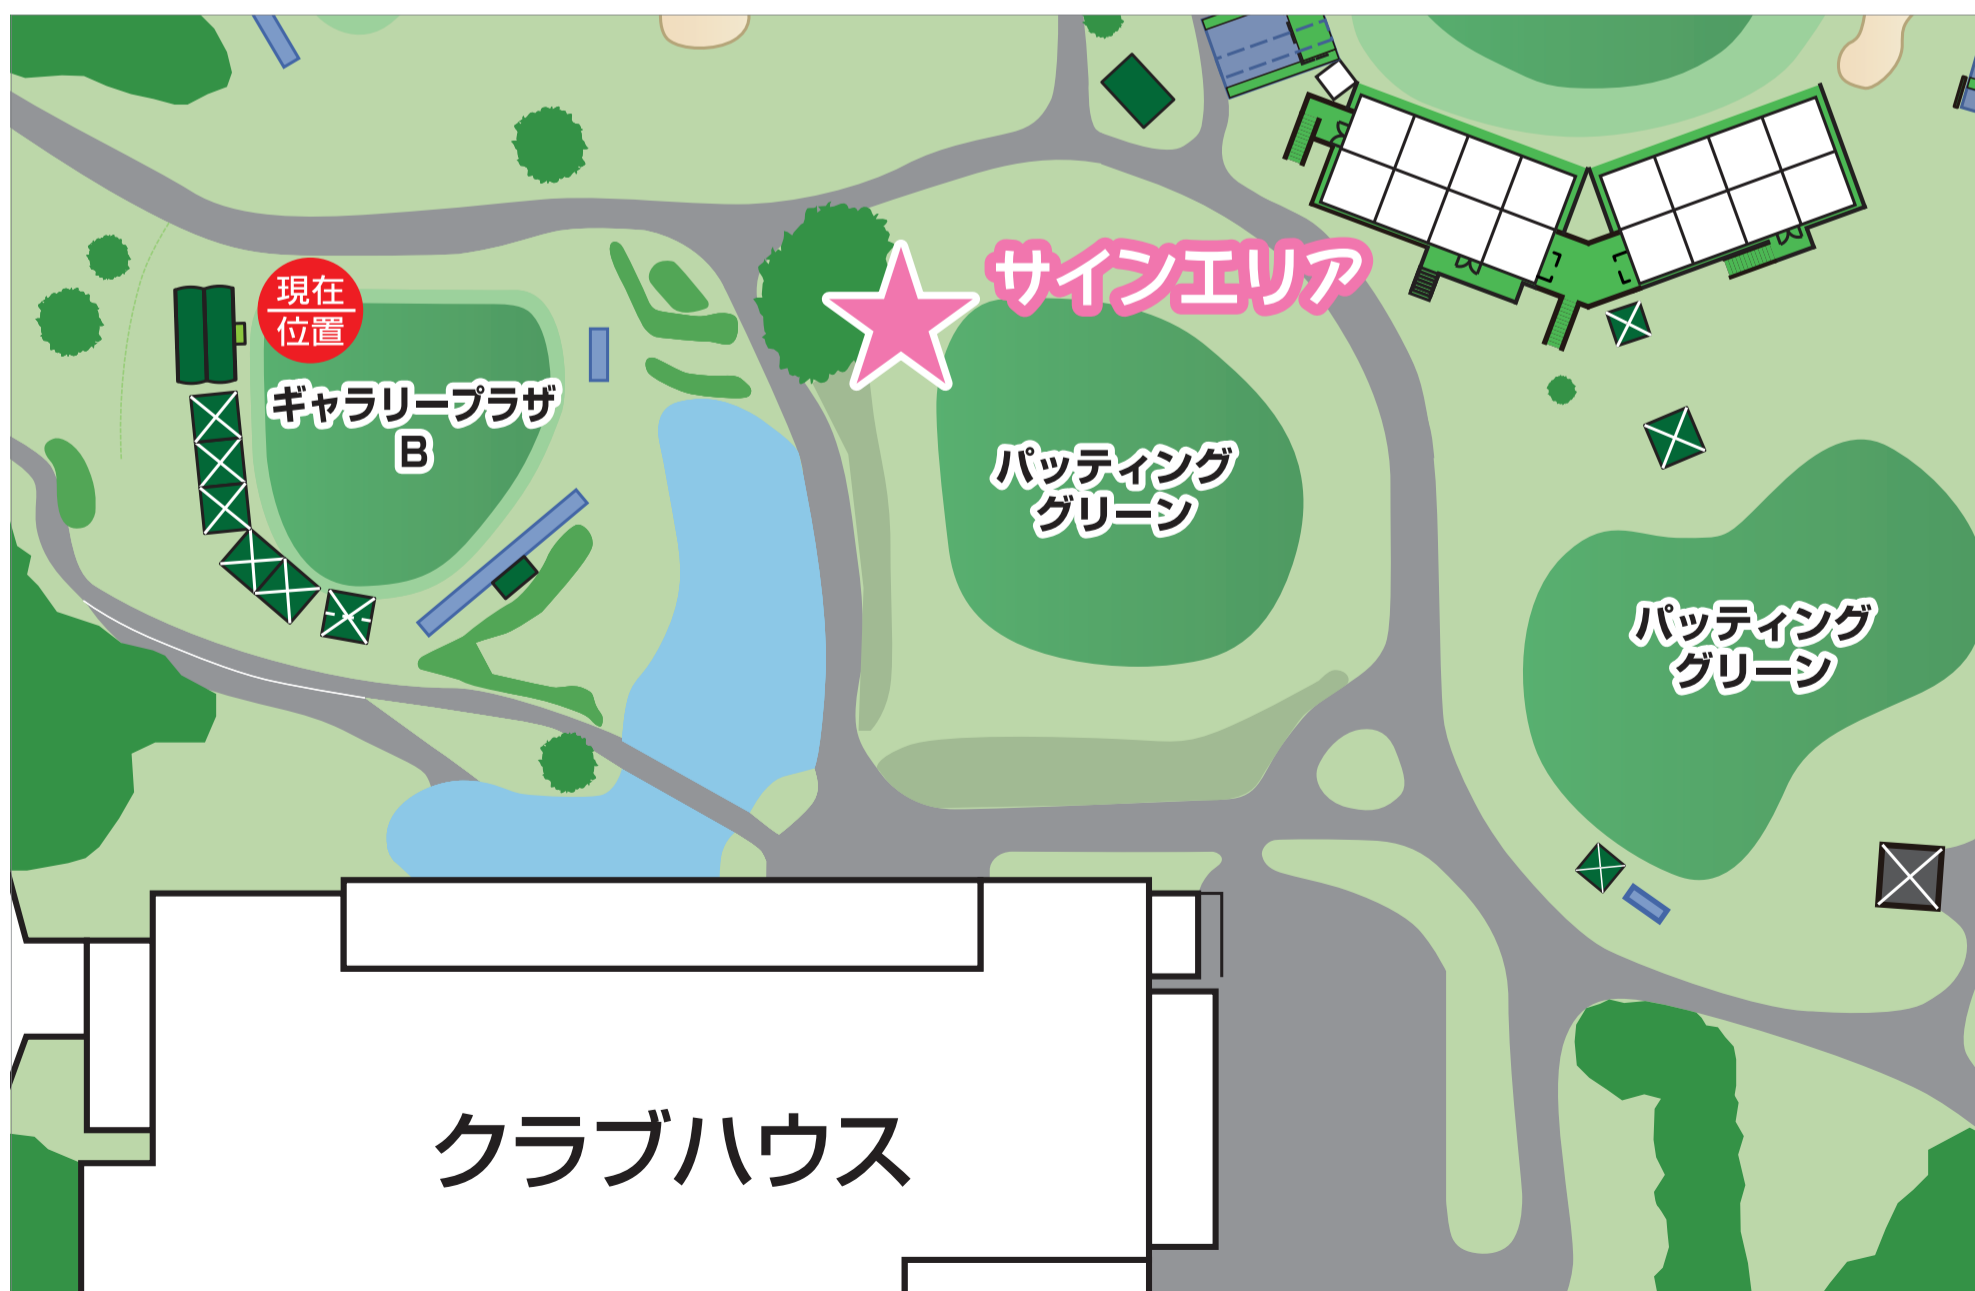 サインエリア
現在
位置
ギャラリープラザ
B
パッティング
グリーン
パッティング
グリーン
クラブハウス